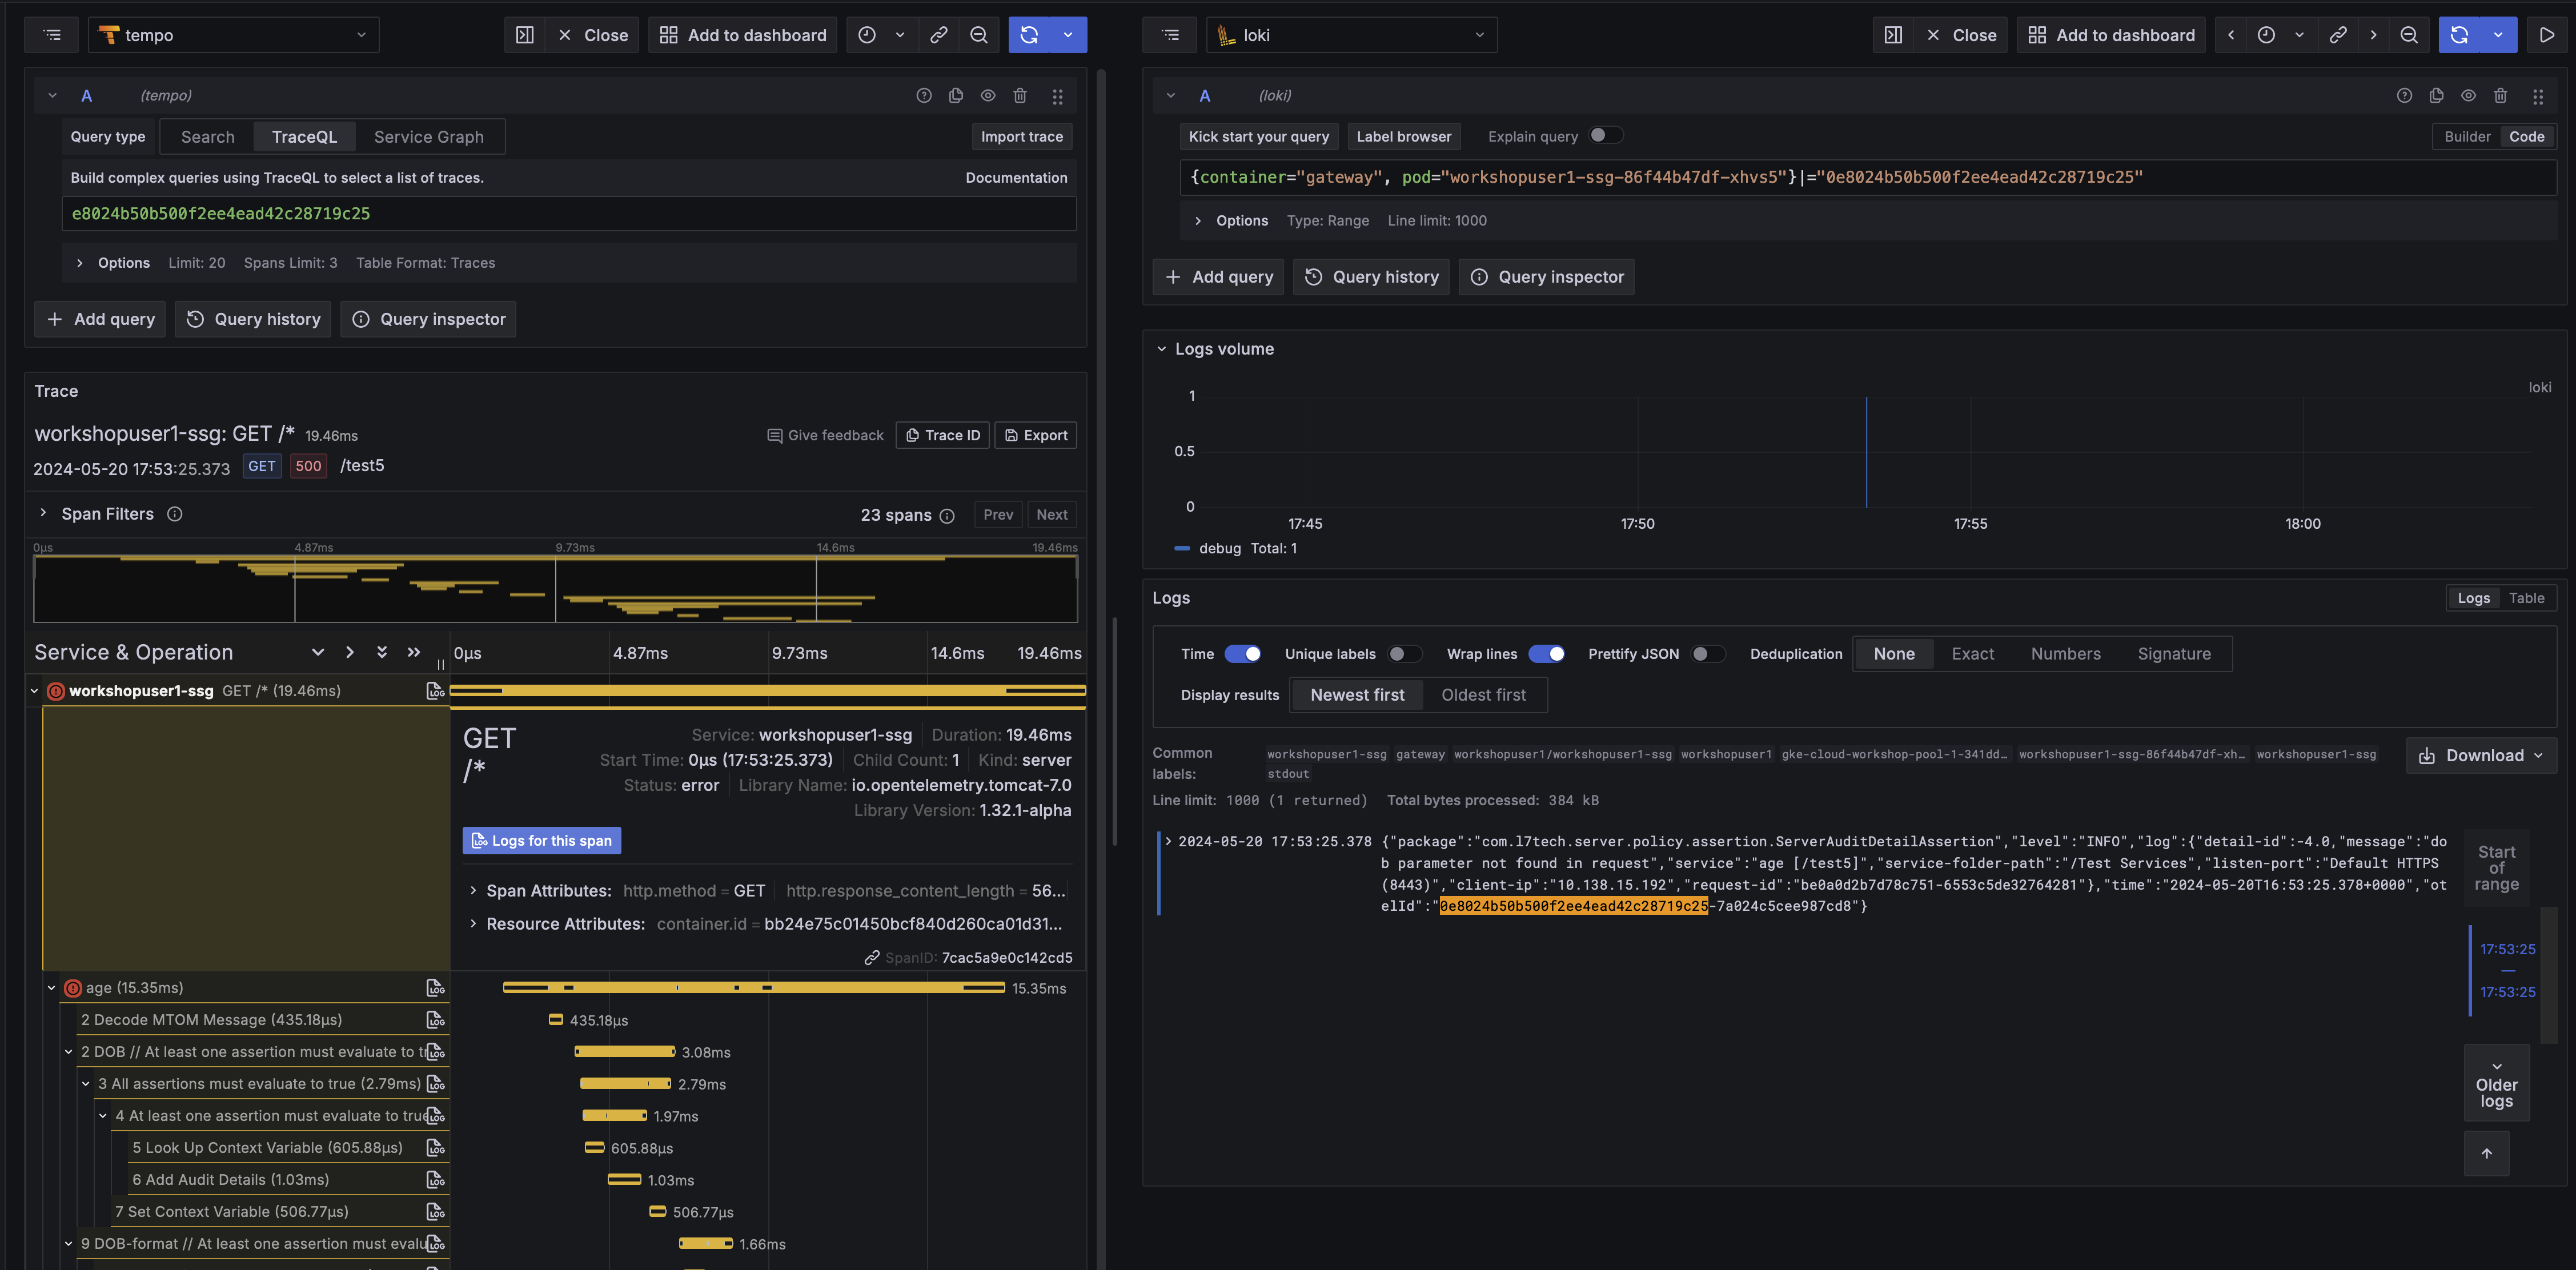 tempo
Close
Add to dashboard
A (tempo)
Query type Search TraceQL Service Graph Import trace
Build complex queries using TraceQL to select a list of traces. Documentation
e8024b50b500f2ee4ead42c28719c25
Options Limit: 20 Spans Limit: 3 Table Format: Traces
Add query Query history Query inspector
Trace
workshopuser1-ssg: GET /* 19.46ms
Give feedback Trace ID Export
2024-05-20 17:53:25.373 GET 500 /test5
Span Filters 23 spans Prev Next
0µs 4.87ms 9.73ms 14.6ms 19.46ms
Service & Operation 0µs 4.87ms 9.73ms 14.6ms 19.46ms
workshopuser1-ssg GET /* (19.46ms) LOG
GET
/*
Service: workshopuser1-ssg Duration: 19.46ms
Start Time: 0µs (17:53:25.373) Child Count: 1 Kind: server
Status: error Library Name: io.opentelemetry.tomcat-7.0
Library Version: 1.32.1-alpha
LOG Logs for this span
Span Attributes: http.method = GET http.response_content_length = 56...
Resource Attributes: container.id = bb24e75c01450bcf840d260ca01d31...
SpanID: 7cac5a9e0c142cd5
age (15.35ms) LOG 15.35ms
2 Decode MTOM Message (435.18µs) LOG 435.18µs
2 DOB // At least one assertion must evaluate to tr LOG 3.08ms
3 All assertions must evaluate to true (2.79ms) LOG 2.79ms
4 At least one assertion must evaluate to true LOG 1.97ms
5 Look Up Context Variable (605.88µs) LOG 605.88µs
6 Add Audit Details (1.03ms) LOG 1.03ms
7 Set Context Variable (506.77µs) LOG 506.77µs
9 DOB-format // At least one assertion must evalu LOG 1.66ms
loki
Close
Add to dashboard
A (loki)
Kick start your query Label browser Explain query Builder Code
{container="gateway", pod="workshopuser1-ssg-86f44b47df-xhvs5"}|="0e8024b50b500f2ee4ead42c28719c25"
Options Type: Range Line limit: 1000
Add query Query history Query inspector
Logs volume
loki
1
0.5
0
17:45 17:50 17:55 18:00
debug Total: 1
Logs Logs Table
Time Unique labels Wrap lines Prettify JSON Deduplication None Exact Numbers Signature
Display results Newest first Oldest first
Common labels: workshopuser1-ssg gateway workshopuser1/workshopuser1-ssg workshopuser1 gke-cloud-workshop-pool-1-341dd… workshopuser1-ssg-86f44b47df-xh… workshopuser1-ssg
stdout
Download
Line limit: 1000 (1 returned) Total bytes processed: 384 kB
2024-05-20 17:53:25.378 {"package":"com.l7tech.server.policy.assertion.ServerAuditDetailAssertion","level":"INFO","log":{"detail-id":-4.0,"message":"do
b parameter not found in request","service":"age [/test5]","service-folder-path":"/Test Services","listen-port":"Default HTTPS
(8443)","client-ip":"10.138.15.192","request-id":"be0a0d2b7d78c751-6553c5de32764281"},"time":"2024-05-20T16:53:25.378+0000","ot
elId":"0e8024b50b500f2ee4ead42c28719c25-7a024c5cee987cd8"}
Start
of
range
17:53:25
—
17:53:25
Older
logs